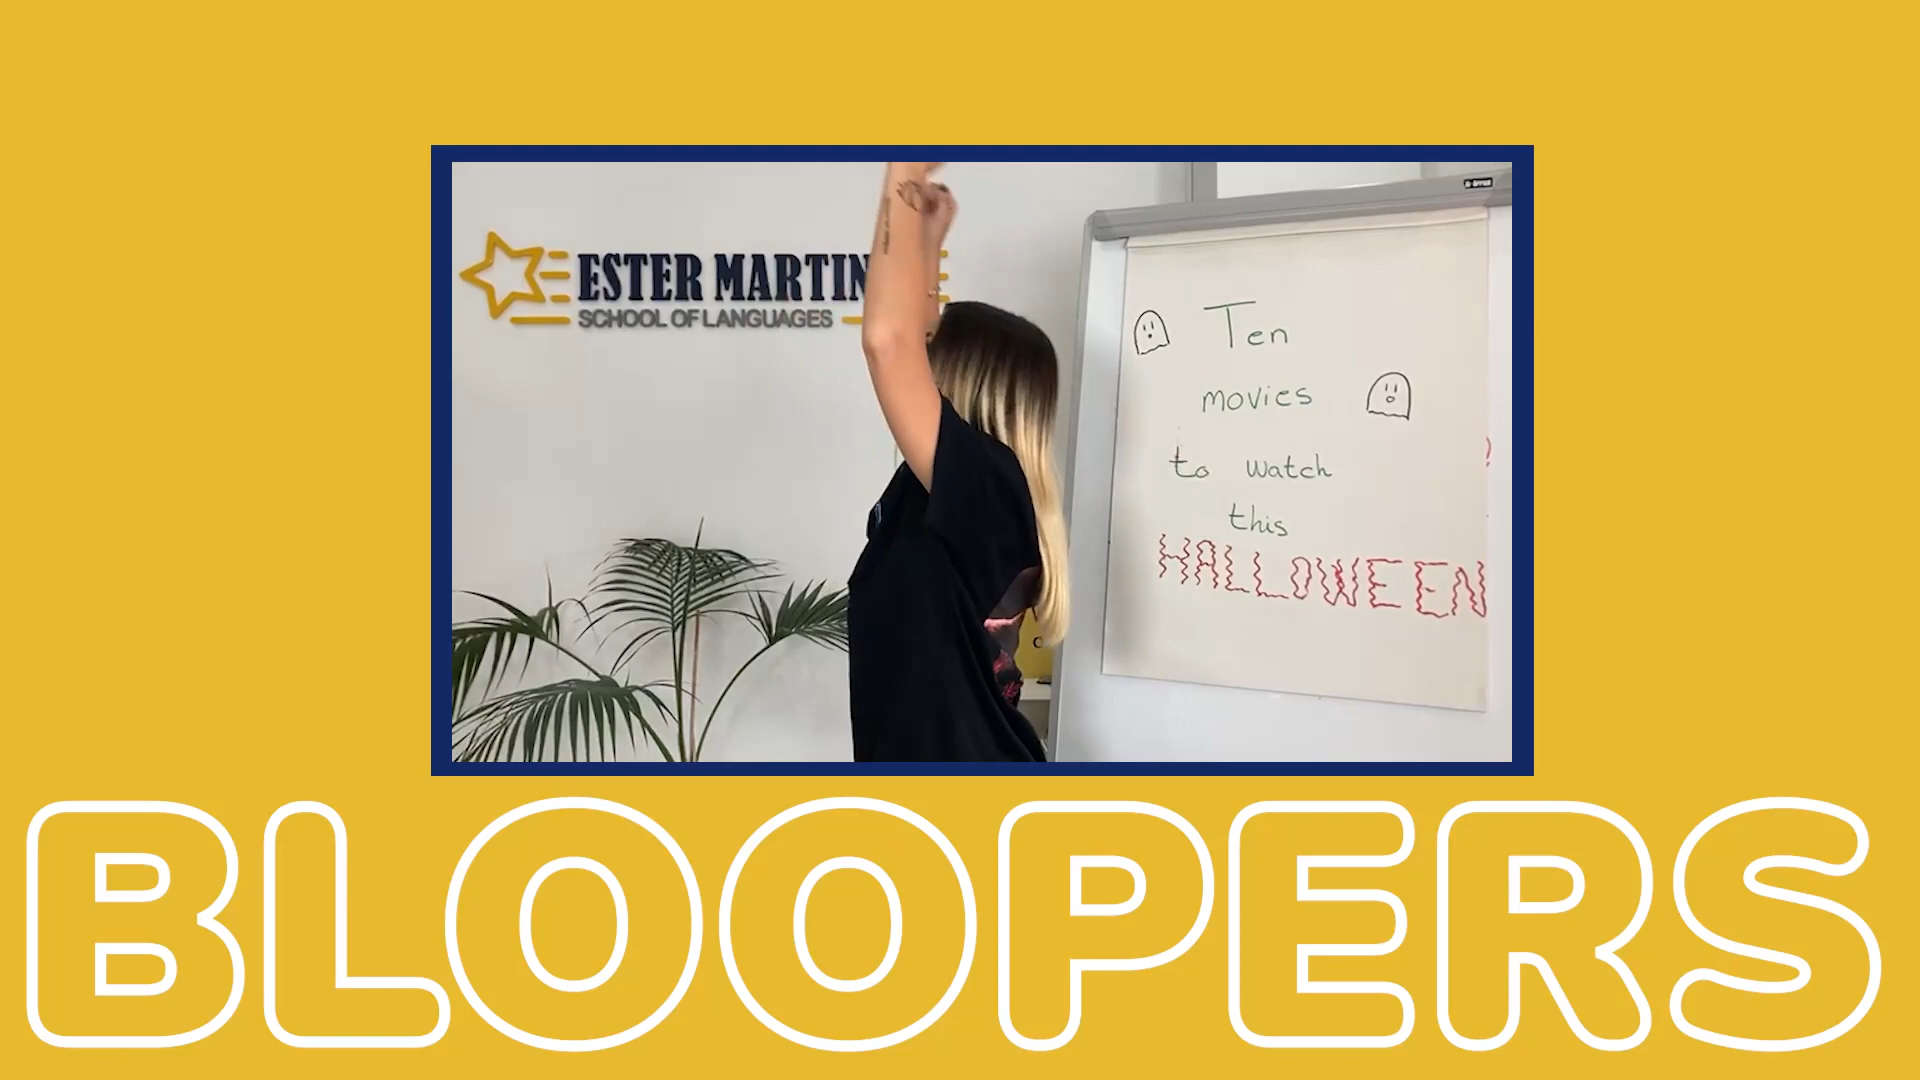 ESTER MARTIN
SCHOOL OF LANGUAGES
Ten
movies
to watch
this
HALLOWEEN
BLOOPERS